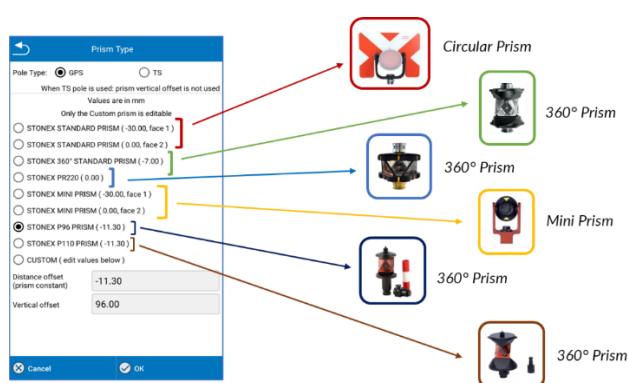 Prism Type
Pole Type: GPS TS
When TS pole is used: prism vertical offset is not used
Values are in mm
Only the Custom prism is editable
STONEX STANDARD PRISM ( -30.00, face 1 )
STONEX STANDARD PRISM ( 0.00, face 2 )
STONEX 360° STANDARD PRISM ( -7.00 )
STONEX PR220 ( 0.00 )
STONEX MINI PRISM ( -30.00, face 1 )
STONEX MINI PRISM ( 0.00, face 2 )
STONEX P96 PRISM ( -11.30 )
STONEX P110 PRISM ( -11.30 )
CUSTOM ( edit values below )
Distance offset
(prism constant) -11.30
Vertical offset 96.00
Cancel OK
Circular Prism
360° Prism
360° Prism
Mini Prism
360° Prism
360° Prism